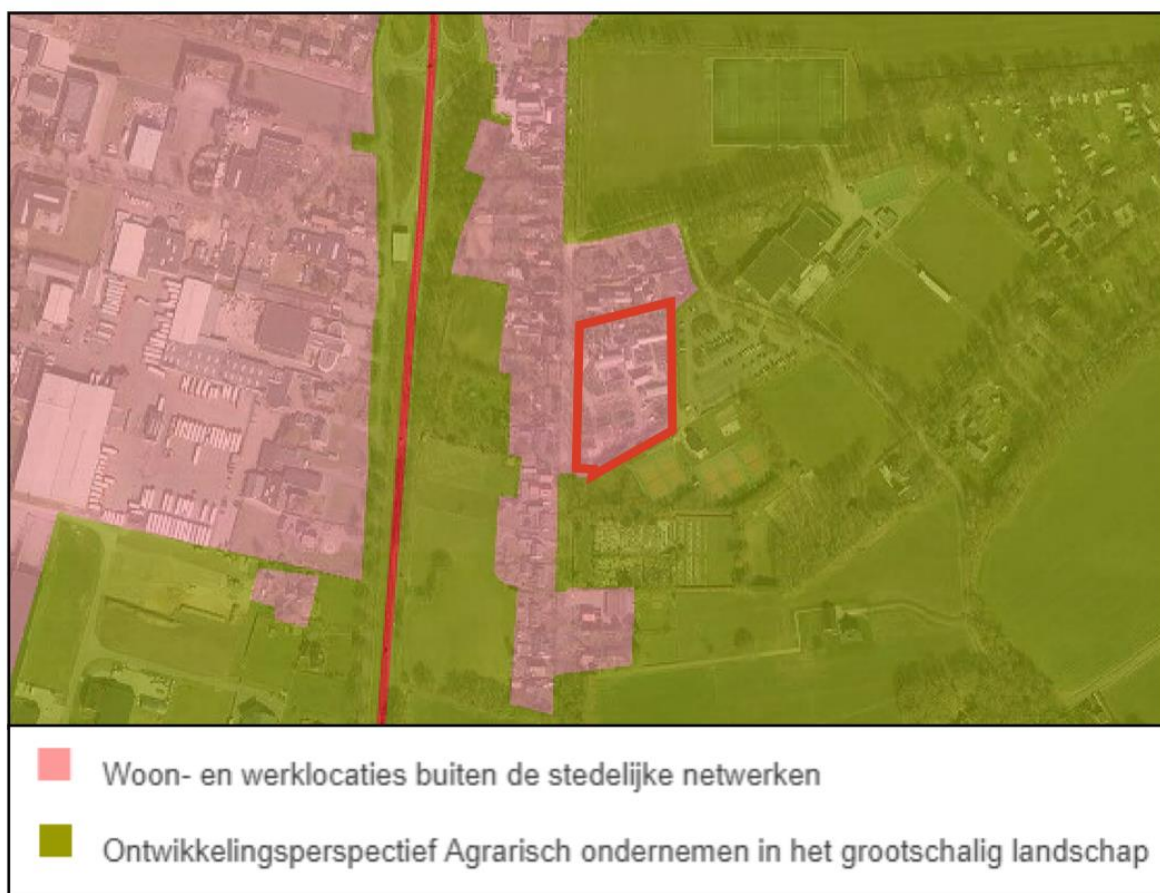 Woon- en werklocaties buiten de stedelijke netwerken
Ontwikkelingsperspectief Agrarisch ondernemen in het grootschalig landschap